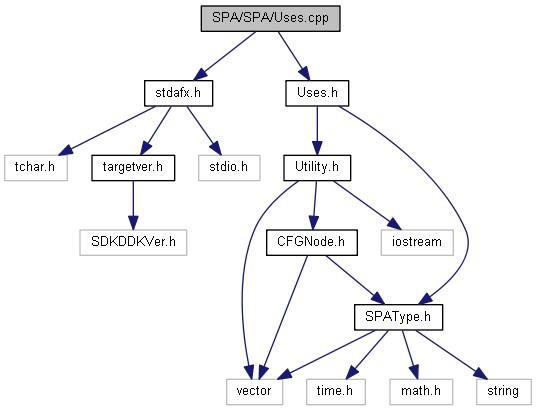 SPA/SPA/Uses.cpp
stdafx.h
Uses.h
tchar.h
targetver.h
stdio.h
Utility.h
SDKDDKVer.h
CFGNode.h
iostream
SPAType.h
vector
time.h
math.h
string